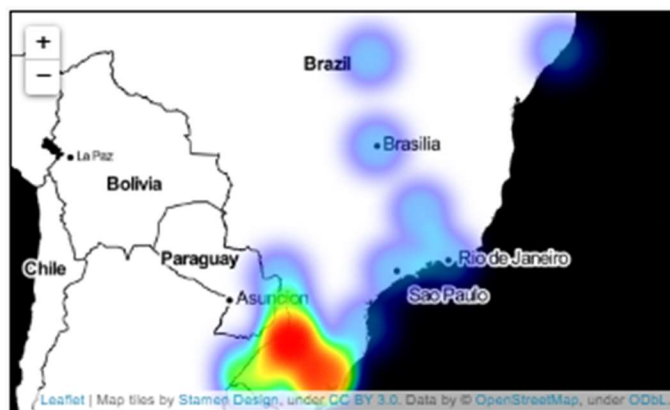 +
−
Brazil
Brasilia
La Paz
Bolivia
Chile
Paraguay
Rio de Janeiro
Asuncion
Sao Paulo
Leaflet | Map tiles by Stamen Design, under CC BY 3.0. Data by © OpenStreetMap, under ODbL.